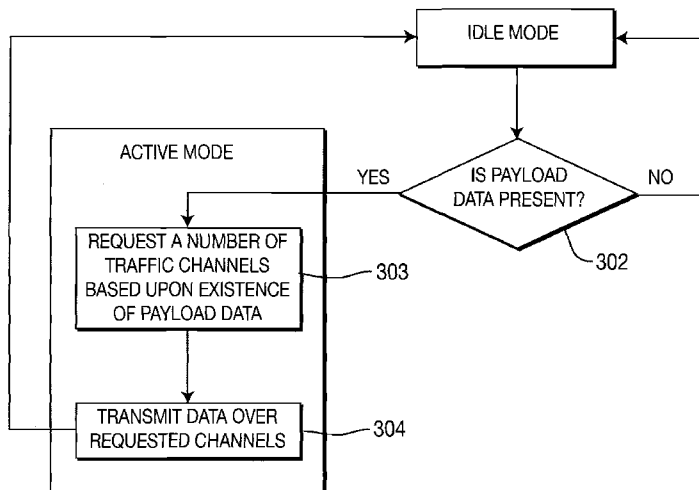 IDLE MODE
ACTIVE MODE
YES
IS PAYLOAD
DATA PRESENT?
NO
302
REQUEST A NUMBER OF
TRAFFIC CHANNELS
BASED UPON EXISTENCE
OF PAYLOAD DATA
303
TRANSMIT DATA OVER
REQUESTED CHANNELS
304